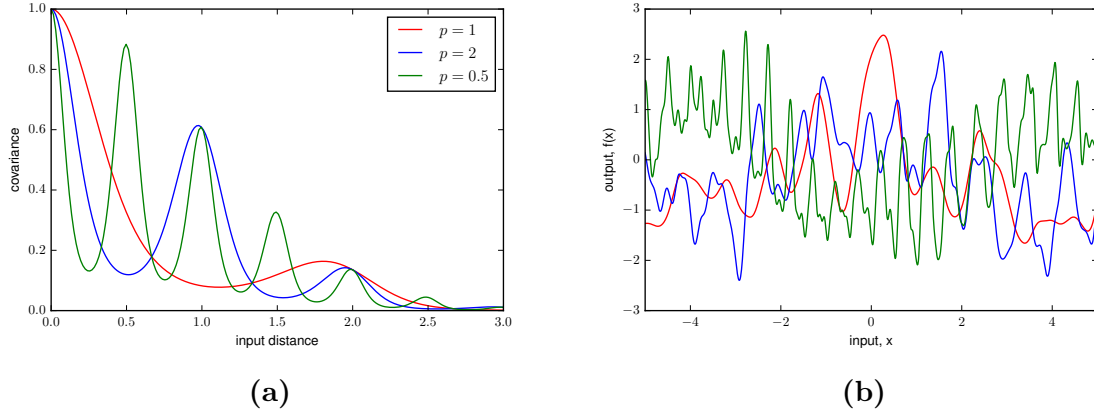 1.0
0.8
0.6
0.4
0.2
0.0
covariance
0.0 0.5 1.0 1.5 2.0 2.5 3.0
input distance
p = 1
p = 2
p = 0.5
(a)
3
2
1
0
−1
−2
−3
output, f(x)
−4 −2 0 2 4
input, x
(b)